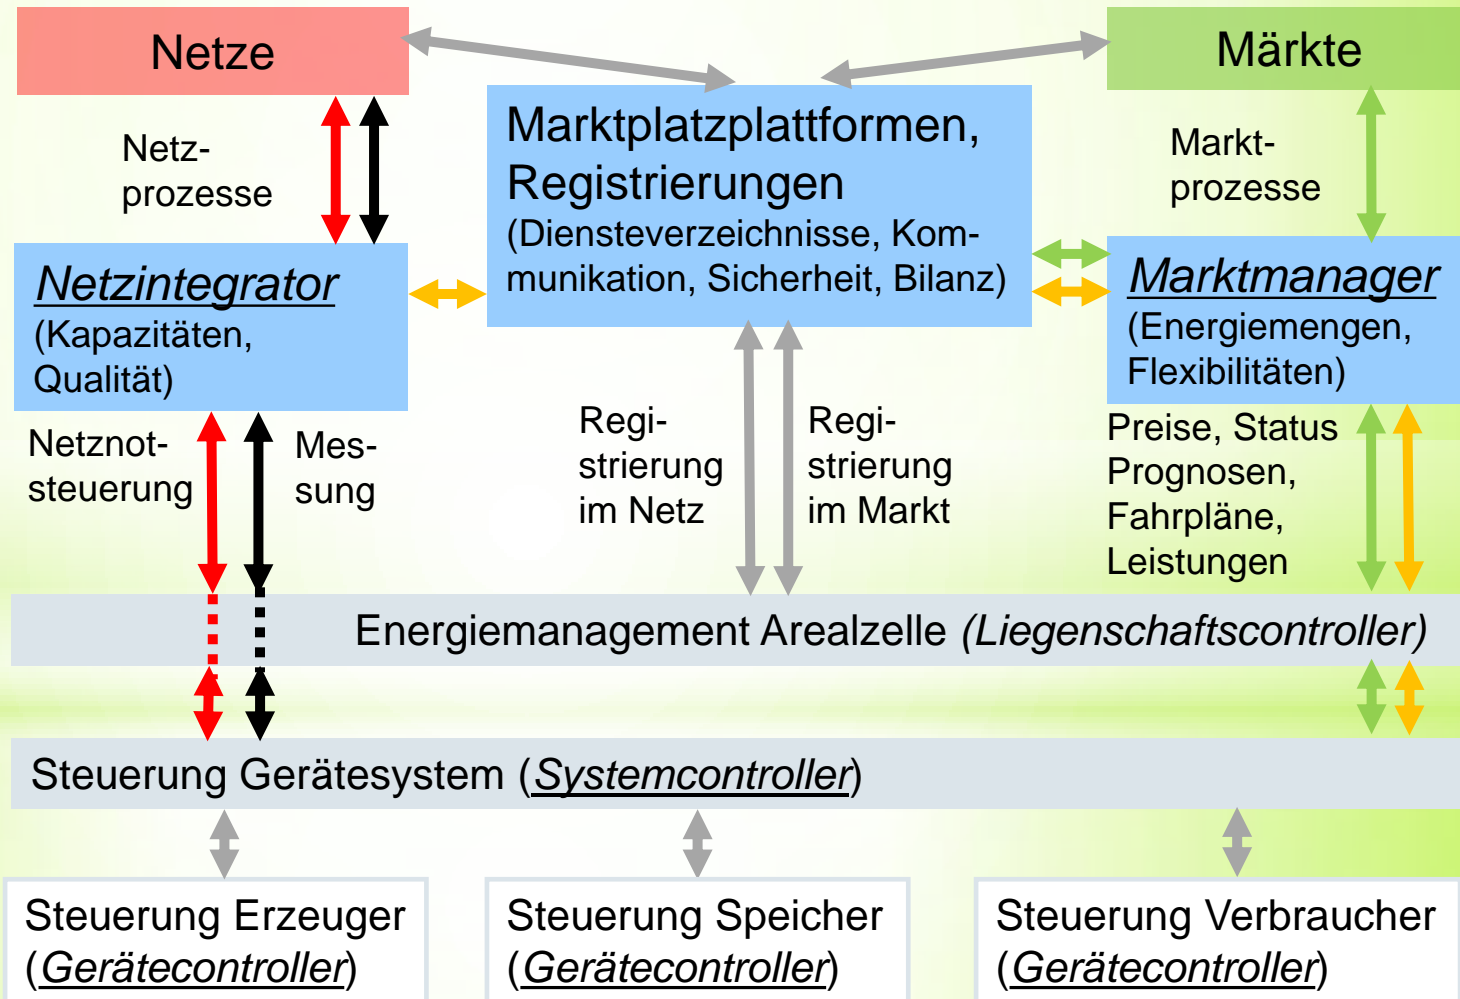 Netze
Märkte
Marktplatzplattformen,
Registrierungen
(Diensteverzeichnisse, Kom-
munikation, Sicherheit, Bilanz)
Netz-
prozesse
Markt-
prozesse
Netzintegrator
(Kapazitäten,
Qualität)
Marktmanager
(Energiemengen,
Flexibilitäten)
Netznot-
steuerung
Mes-
sung
Regi-
strierung
im Netz
Regi-
strierung
im Markt
Preise, Status
Prognosen,
Fahrpläne,
Leistungen
Energiemanagement Arealzelle (Liegenschaftscontroller)
Steuerung Gerätesystem (Systemcontroller)
Steuerung Erzeuger
(Gerätecontroller)
Steuerung Speicher
(Gerätecontroller)
Steuerung Verbraucher
(Gerätecontroller)